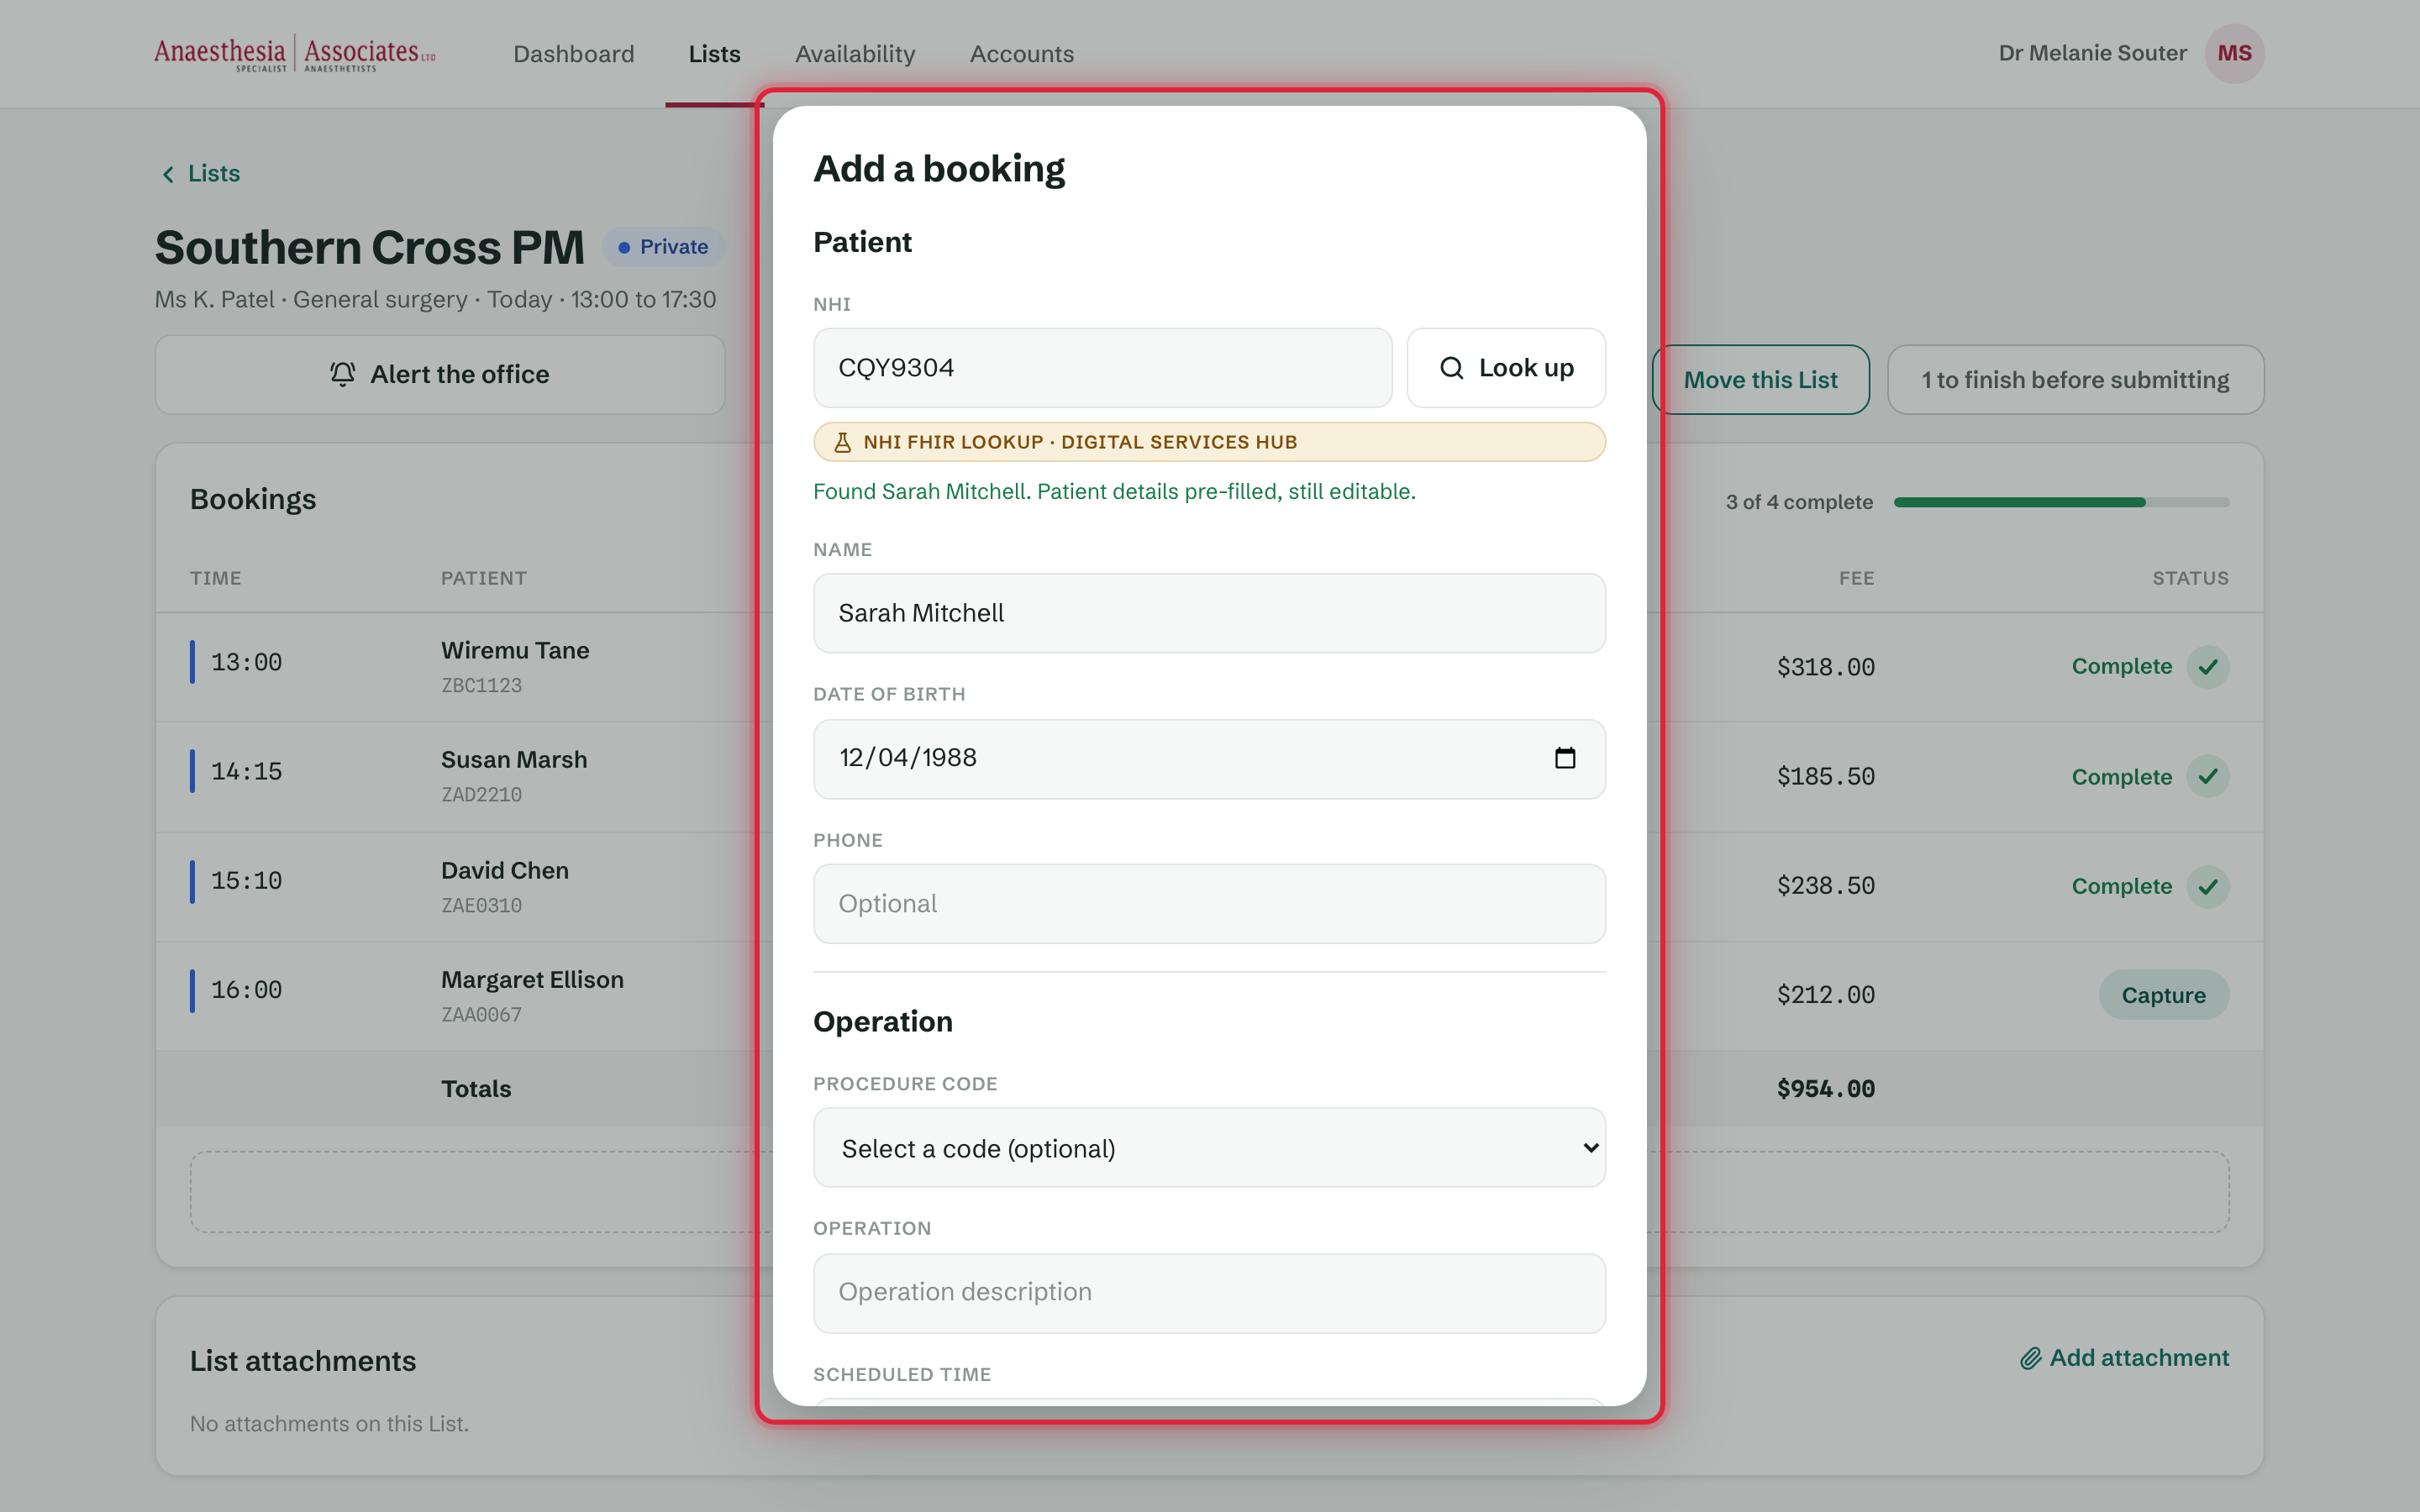 Anaesthesia Associates LTD
SPECIALIST ANAESTHETISTS
Dashboard
Lists
Availability
Accounts
Dr Melanie Souter
MS
Lists
Southern Cross PM
Private
Ms K. Patel · General surgery · Today · 13:00 to 17:30
Alert the office
Move this List
1 to finish before submitting
Bookings
3 of 4 complete
TIME
PATIENT
FEE
STATUS
13:00
Wiremu Tane
ZBC1123
$318.00
Complete
14:15
Susan Marsh
ZAD2210
$185.50
Complete
15:10
David Chen
ZAE0310
$238.50
Complete
16:00
Margaret Ellison
ZAA0067
$212.00
Capture
Totals
$954.00
List attachments
Add attachment
No attachments on this List.
Add a booking
Patient
NHI
CQY9304
Look up
NHI FHIR LOOKUP · DIGITAL SERVICES HUB
Found Sarah Mitchell. Patient details pre-filled, still editable.
NAME
Sarah Mitchell
DATE OF BIRTH
12/04/1988
PHONE
Optional
Operation
PROCEDURE CODE
Select a code (optional)
OPERATION
Operation description
SCHEDULED TIME